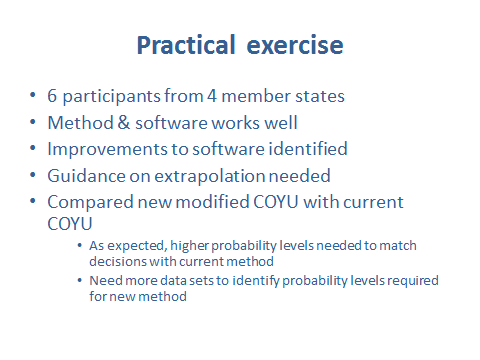 Practical exercise
• 6 participants from 4 member states
• Method & software works well
• Improvements to software identified
• Guidance on extrapolation needed
• Compared new modified COYU with current
COYU
• As expected, higher probability levels needed to match
decisions with current method
• Need more data sets to identify probability levels required
for new method